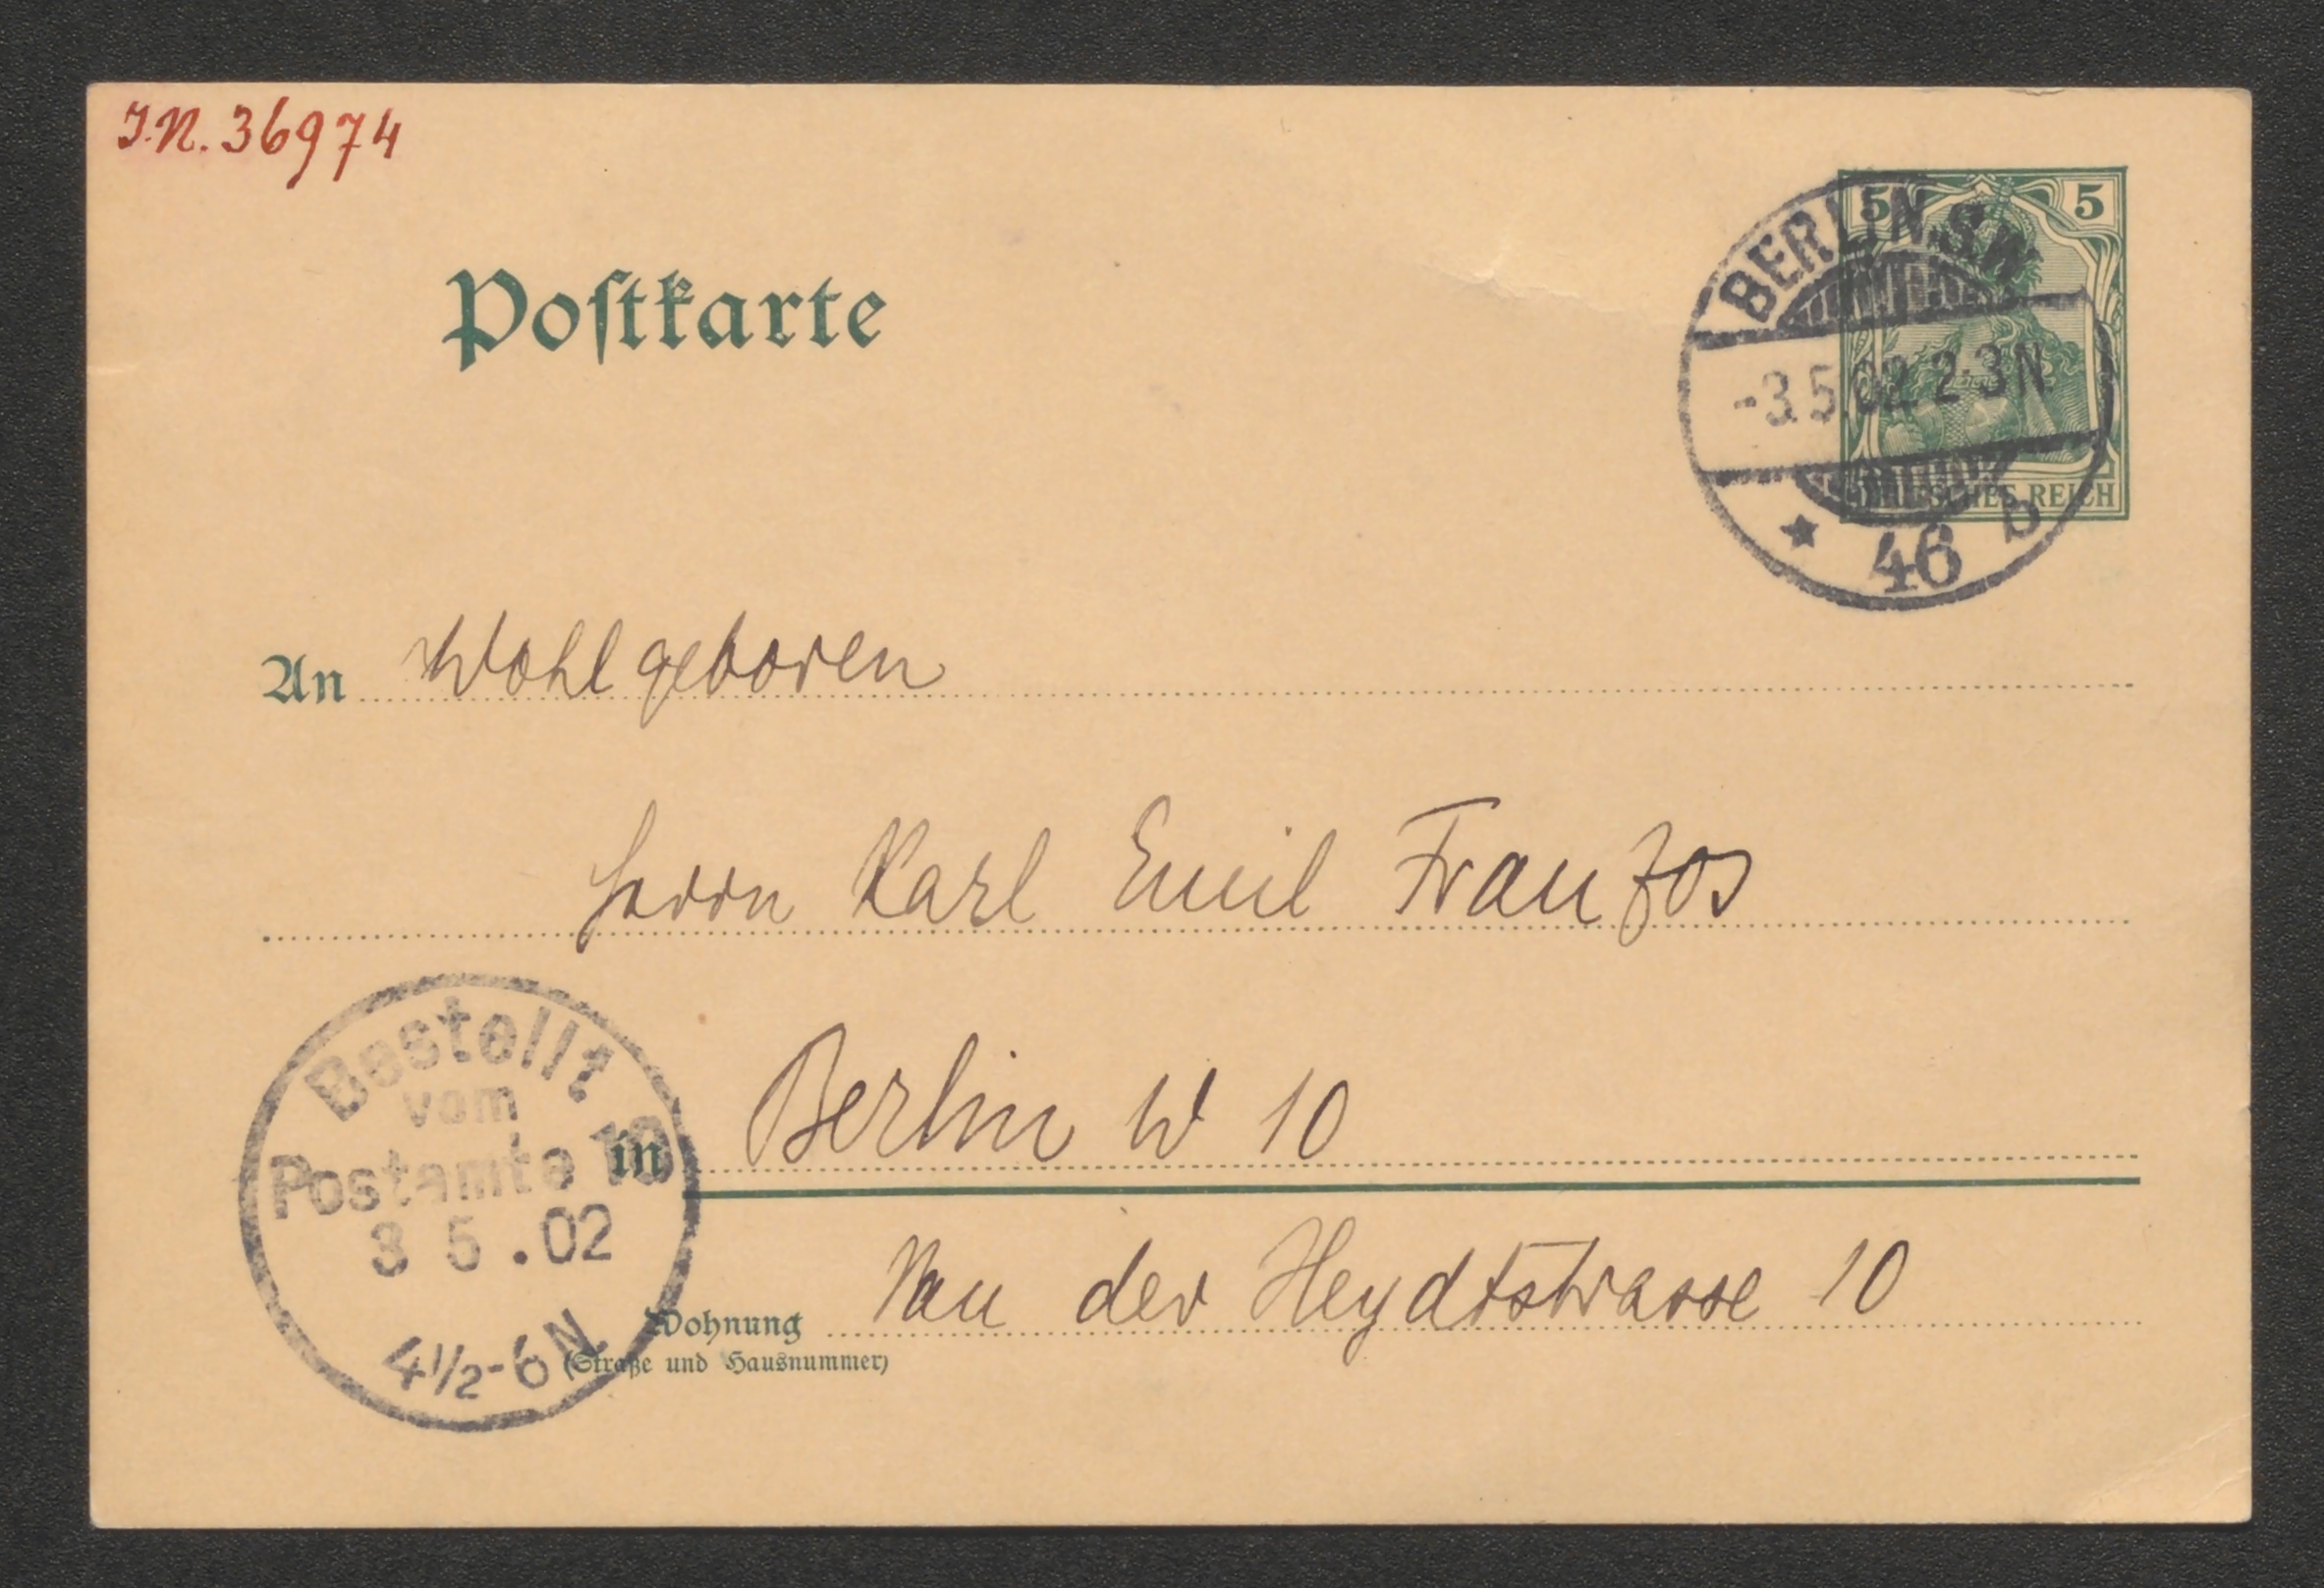 I.N. 36974
5 5
BERLIN. S.W.
-3.5.02.2-3N.
DEUTSCHES REICH
* 46 b
Poſtkarte
An Wohlgeboren
Herrn Karl Emil Franzos
in Berlin W 10
Bestellt
vom
Postamte 10
3 5.02
4½-6N
Wohnung Van der Heydtstrasse 10
(Straße und Hausnummer)